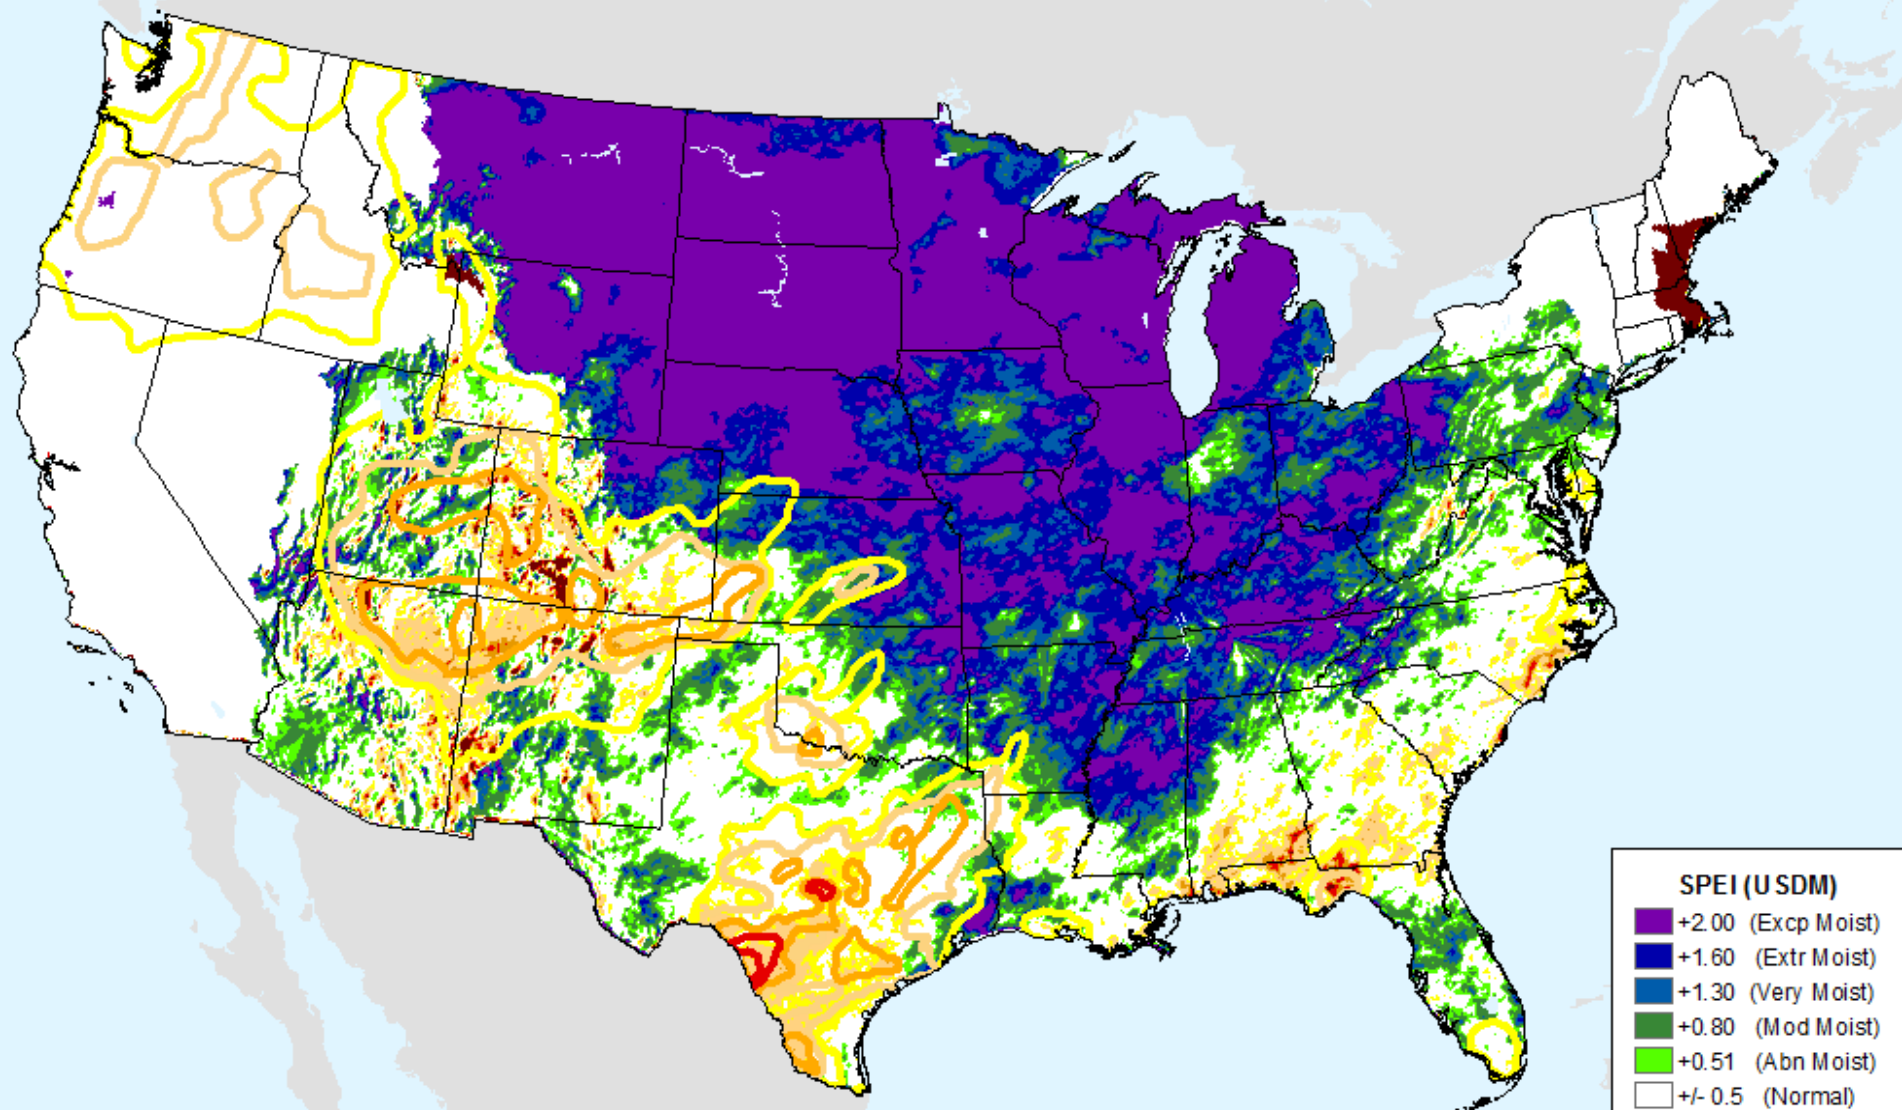 SPEI (USDM)
+2.00 (Excp Moist)
+1.60 (Extr Moist)
+1.30 (Very Moist)
+0.80 (Mod Moist)
+0.51 (Abn Moist)
+/- 0.5 (Normal)